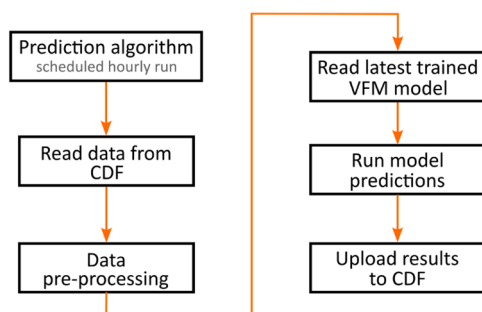 Prediction algorithm
scheduled hourly run
Read data from
CDF
Data
pre-processing
Read latest trained
VFM model
Run model
predictions
Upload results
to CDF